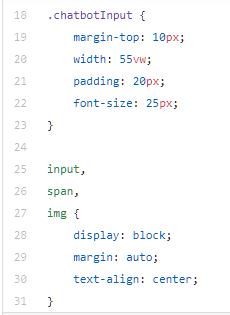 18 .chatbotInput {
19     margin-top: 10px;
20     width: 55vw;
21     padding: 20px;
22     font-size: 25px;
23 }
24
25 input,
26 span,
27 img {
28     display: block;
29     margin: auto;
30     text-align: center;
31 }